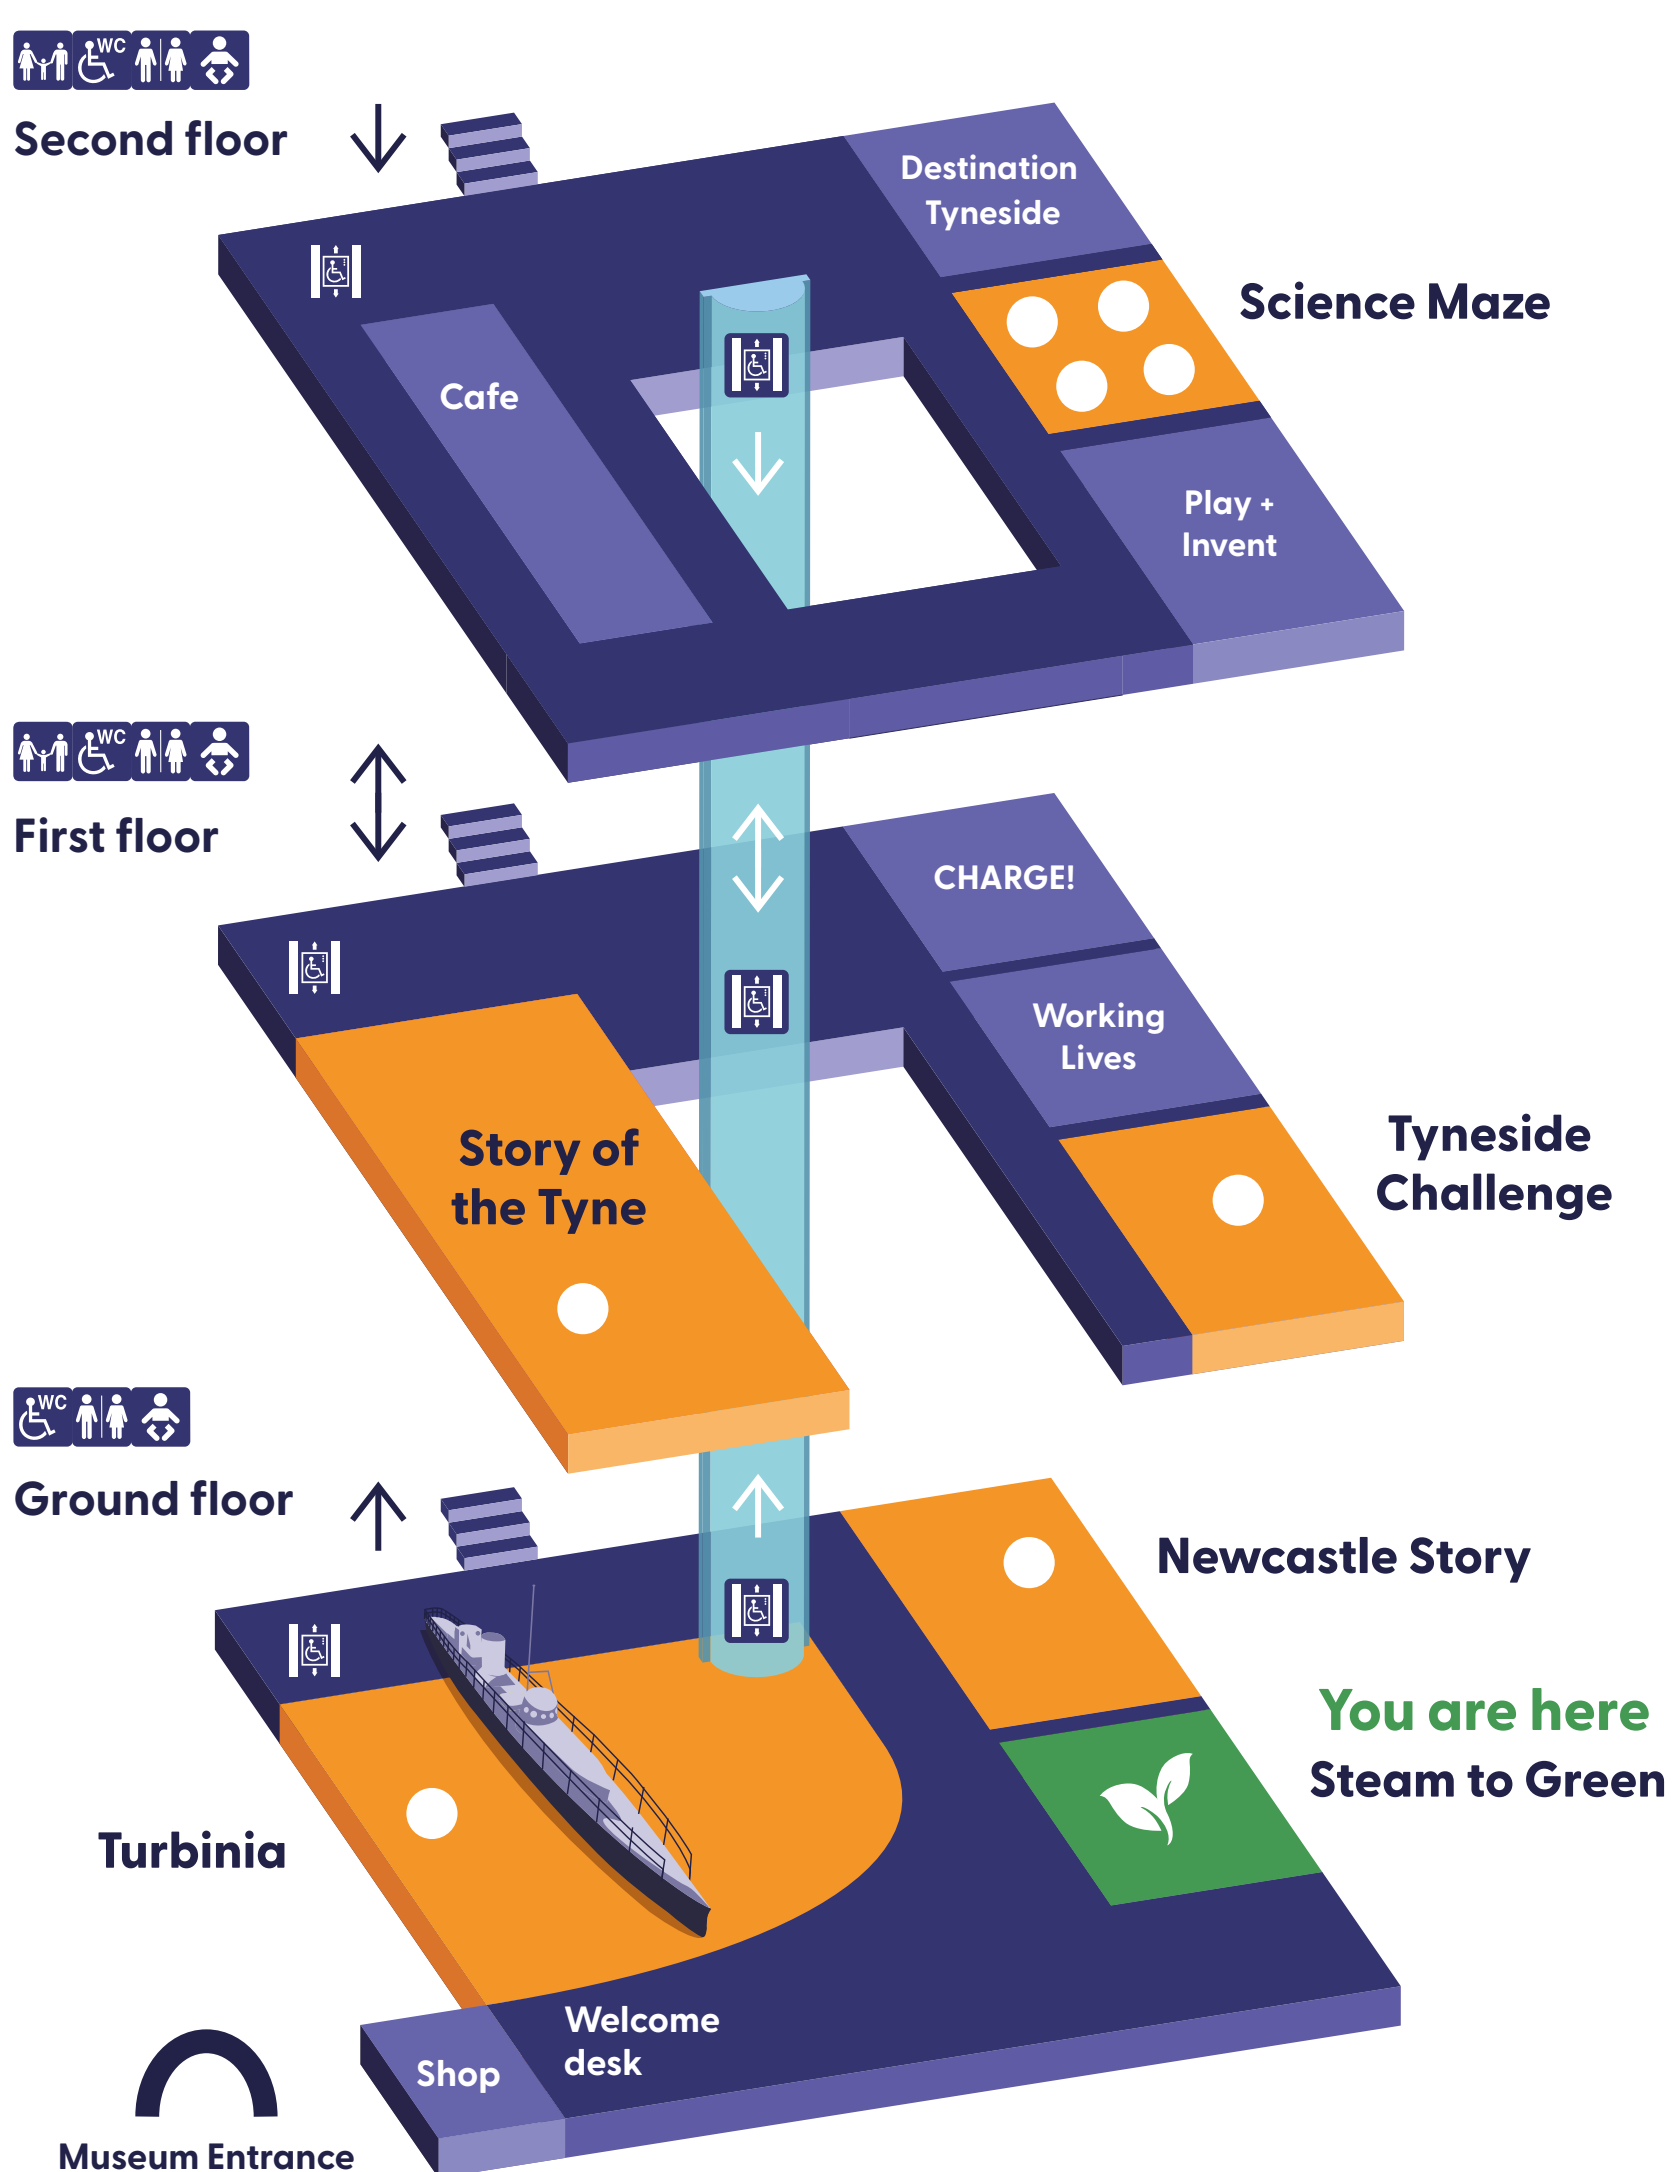 WC
Second floor
Destination
Tyneside
Science Maze
Cafe
Play +
Invent
WC
First floor
CHARGE!
Working
Lives
Story of
the Tyne
Tyneside
Challenge
WC
Ground floor
Newcastle Story
You are here
Steam to Green
Turbinia
Welcome
desk
Shop
Museum Entrance